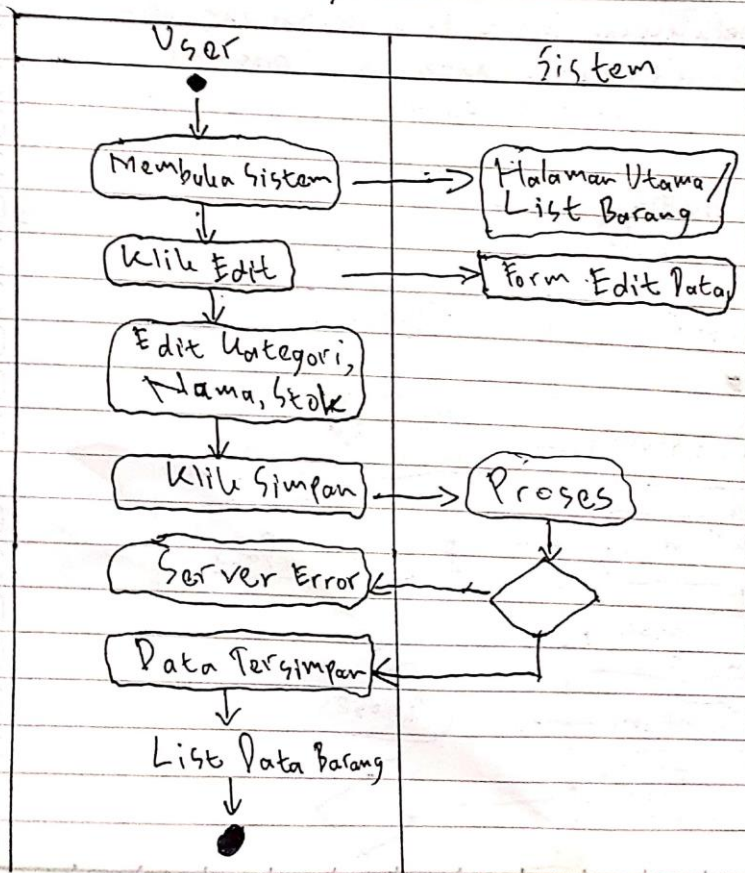 User
Sistem
Membuka Sistem
Halaman Utama/
List Barang
Klik Edit
Form Edit Data
Edit Kategori,
Nama, Stok
Klik Simpan
Proses
Server Error
Data Tersimpan
List Data Barang